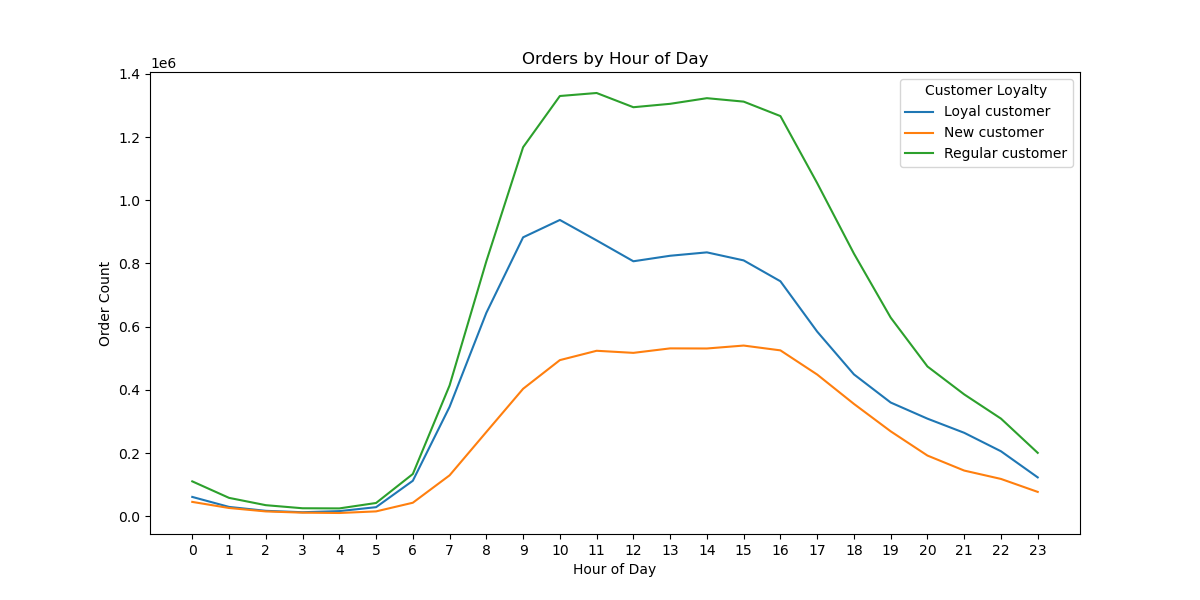 Orders by Hour of Day
1e6
Customer Loyalty
Loyal customer
New customer
Regular customer
1.4
1.2
1.0
0.8
0.6
0.4
0.2
0.0
Order Count
0 1 2 3 4 5 6 7 8 9 10 11 12 13 14 15 16 17 18 19 20 21 22 23
Hour of Day